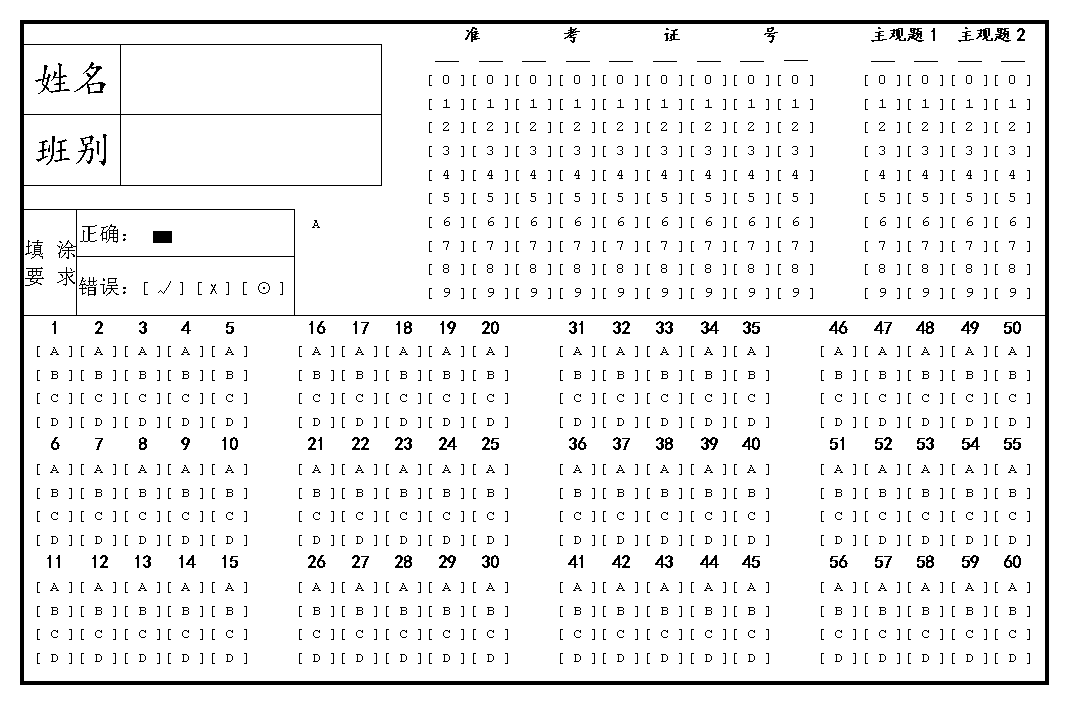 准 考 证 号 主观题1 主观题2
姓名
班别
[ 0 ][ 0 ][ 0 ][ 0 ][ 0 ][ 0 ][ 0 ][ 0 ][ 0 ] [ 0 ][ 0 ][ 0 ][ 0 ]
[ 1 ][ 1 ][ 1 ][ 1 ][ 1 ][ 1 ][ 1 ][ 1 ][ 1 ] [ 1 ][ 1 ][ 1 ][ 1 ]
[ 2 ][ 2 ][ 2 ][ 2 ][ 2 ][ 2 ][ 2 ][ 2 ][ 2 ] [ 2 ][ 2 ][ 2 ][ 2 ]
[ 3 ][ 3 ][ 3 ][ 3 ][ 3 ][ 3 ][ 3 ][ 3 ][ 3 ] [ 3 ][ 3 ][ 3 ][ 3 ]
[ 4 ][ 4 ][ 4 ][ 4 ][ 4 ][ 4 ][ 4 ][ 4 ][ 4 ] [ 4 ][ 4 ][ 4 ][ 4 ]
[ 5 ][ 5 ][ 5 ][ 5 ][ 5 ][ 5 ][ 5 ][ 5 ][ 5 ] [ 5 ][ 5 ][ 5 ][ 5 ]
[ 6 ][ 6 ][ 6 ][ 6 ][ 6 ][ 6 ][ 6 ][ 6 ][ 6 ] [ 6 ][ 6 ][ 6 ][ 6 ]
[ 7 ][ 7 ][ 7 ][ 7 ][ 7 ][ 7 ][ 7 ][ 7 ][ 7 ] [ 7 ][ 7 ][ 7 ][ 7 ]
[ 8 ][ 8 ][ 8 ][ 8 ][ 8 ][ 8 ][ 8 ][ 8 ][ 8 ] [ 8 ][ 8 ][ 8 ][ 8 ]
[ 9 ][ 9 ][ 9 ][ 9 ][ 9 ][ 9 ][ 9 ][ 9 ][ 9 ] [ 9 ][ 9 ][ 9 ][ 9 ]
填 涂
要 求
正确：
错误：[ √ ] [ χ ] [ ⊙ ]
A
1 2 3 4 5 16 17 18 19 20 31 32 33 34 35 46 47 48 49 50
[ A ][ A ][ A ][ A ][ A ] [ A ][ A ][ A ][ A ][ A ] [ A ][ A ][ A ][ A ][ A ] [ A ][ A ][ A ][ A ][ A ]
[ B ][ B ][ B ][ B ][ B ] [ B ][ B ][ B ][ B ][ B ] [ B ][ B ][ B ][ B ][ B ] [ B ][ B ][ B ][ B ][ B ]
[ C ][ C ][ C ][ C ][ C ] [ C ][ C ][ C ][ C ][ C ] [ C ][ C ][ C ][ C ][ C ] [ C ][ C ][ C ][ C ][ C ]
[ D ][ D ][ D ][ D ][ D ] [ D ][ D ][ D ][ D ][ D ] [ D ][ D ][ D ][ D ][ D ] [ D ][ D ][ D ][ D ][ D ]
6 7 8 9 10 21 22 23 24 25 36 37 38 39 40 51 52 53 54 55
[ A ][ A ][ A ][ A ][ A ] [ A ][ A ][ A ][ A ][ A ] [ A ][ A ][ A ][ A ][ A ] [ A ][ A ][ A ][ A ][ A ]
[ B ][ B ][ B ][ B ][ B ] [ B ][ B ][ B ][ B ][ B ] [ B ][ B ][ B ][ B ][ B ] [ B ][ B ][ B ][ B ][ B ]
[ C ][ C ][ C ][ C ][ C ] [ C ][ C ][ C ][ C ][ C ] [ C ][ C ][ C ][ C ][ C ] [ C ][ C ][ C ][ C ][ C ]
[ D ][ D ][ D ][ D ][ D ] [ D ][ D ][ D ][ D ][ D ] [ D ][ D ][ D ][ D ][ D ] [ D ][ D ][ D ][ D ][ D ]
11 12 13 14 15 26 27 28 29 30 41 42 43 44 45 56 57 58 59 60
[ A ][ A ][ A ][ A ][ A ] [ A ][ A ][ A ][ A ][ A ] [ A ][ A ][ A ][ A ][ A ] [ A ][ A ][ A ][ A ][ A ]
[ B ][ B ][ B ][ B ][ B ] [ B ][ B ][ B ][ B ][ B ] [ B ][ B ][ B ][ B ][ B ] [ B ][ B ][ B ][ B ][ B ]
[ C ][ C ][ C ][ C ][ C ] [ C ][ C ][ C ][ C ][ C ] [ C ][ C ][ C ][ C ][ C ] [ C ][ C ][ C ][ C ][ C ]
[ D ][ D ][ D ][ D ][ D ] [ D ][ D ][ D ][ D ][ D ] [ D ][ D ][ D ][ D ][ D ] [ D ][ D ][ D ][ D ][ D ]